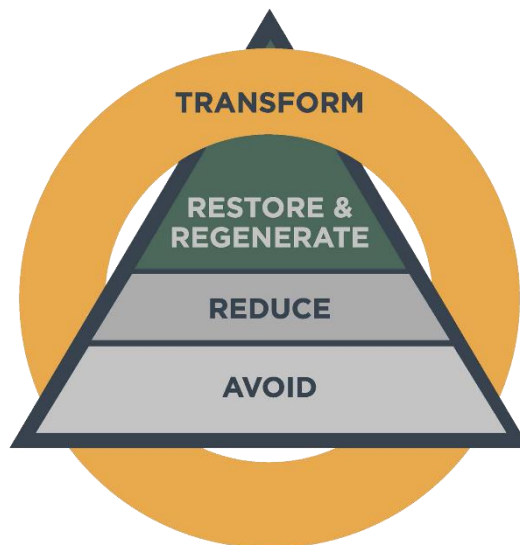 TRANSFORM
RESTORE &
REGENERATE
REDUCE
AVOID